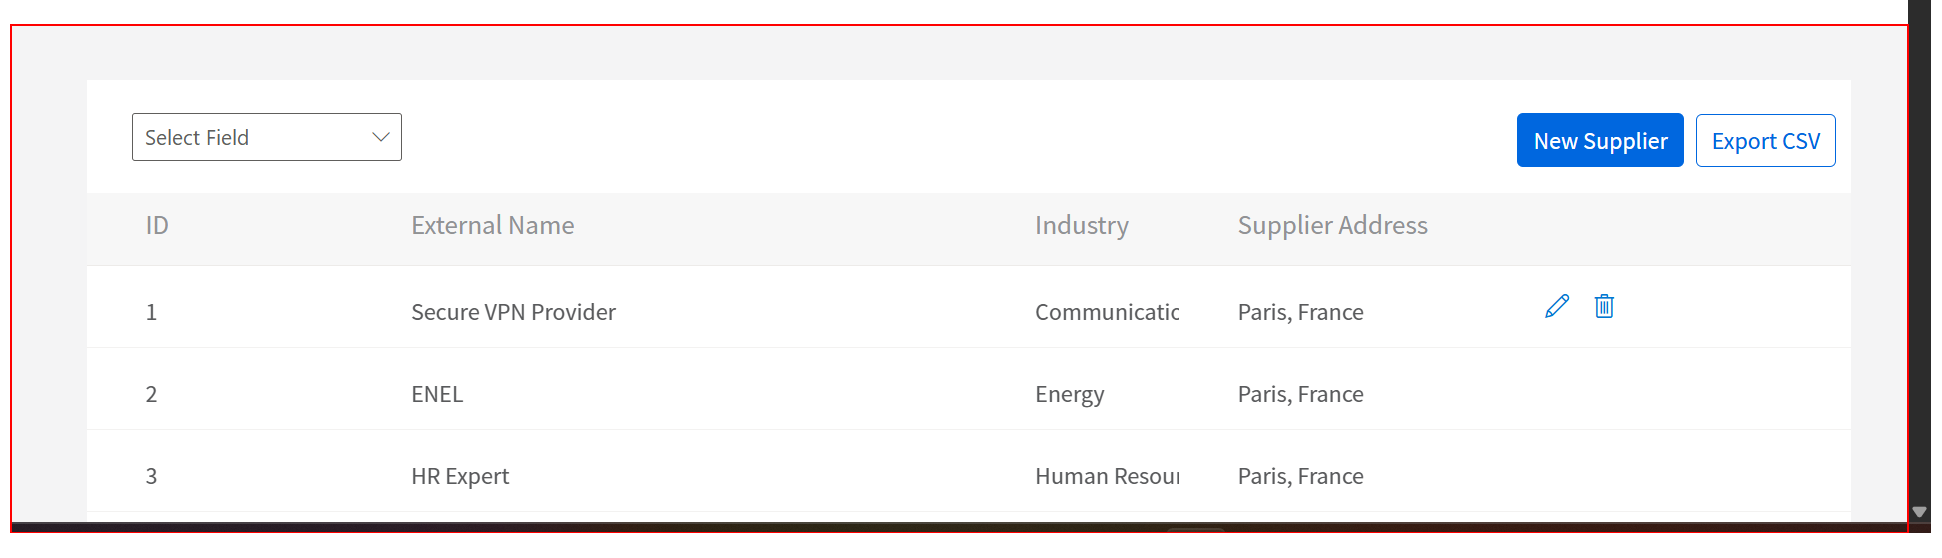 Select Field
New Supplier
Export CSV
ID External Name Industry Supplier Address
1 Secure VPN Provider Communicatic Paris, France
2 ENEL Energy Paris, France
3 HR Expert Human Resour Paris, France